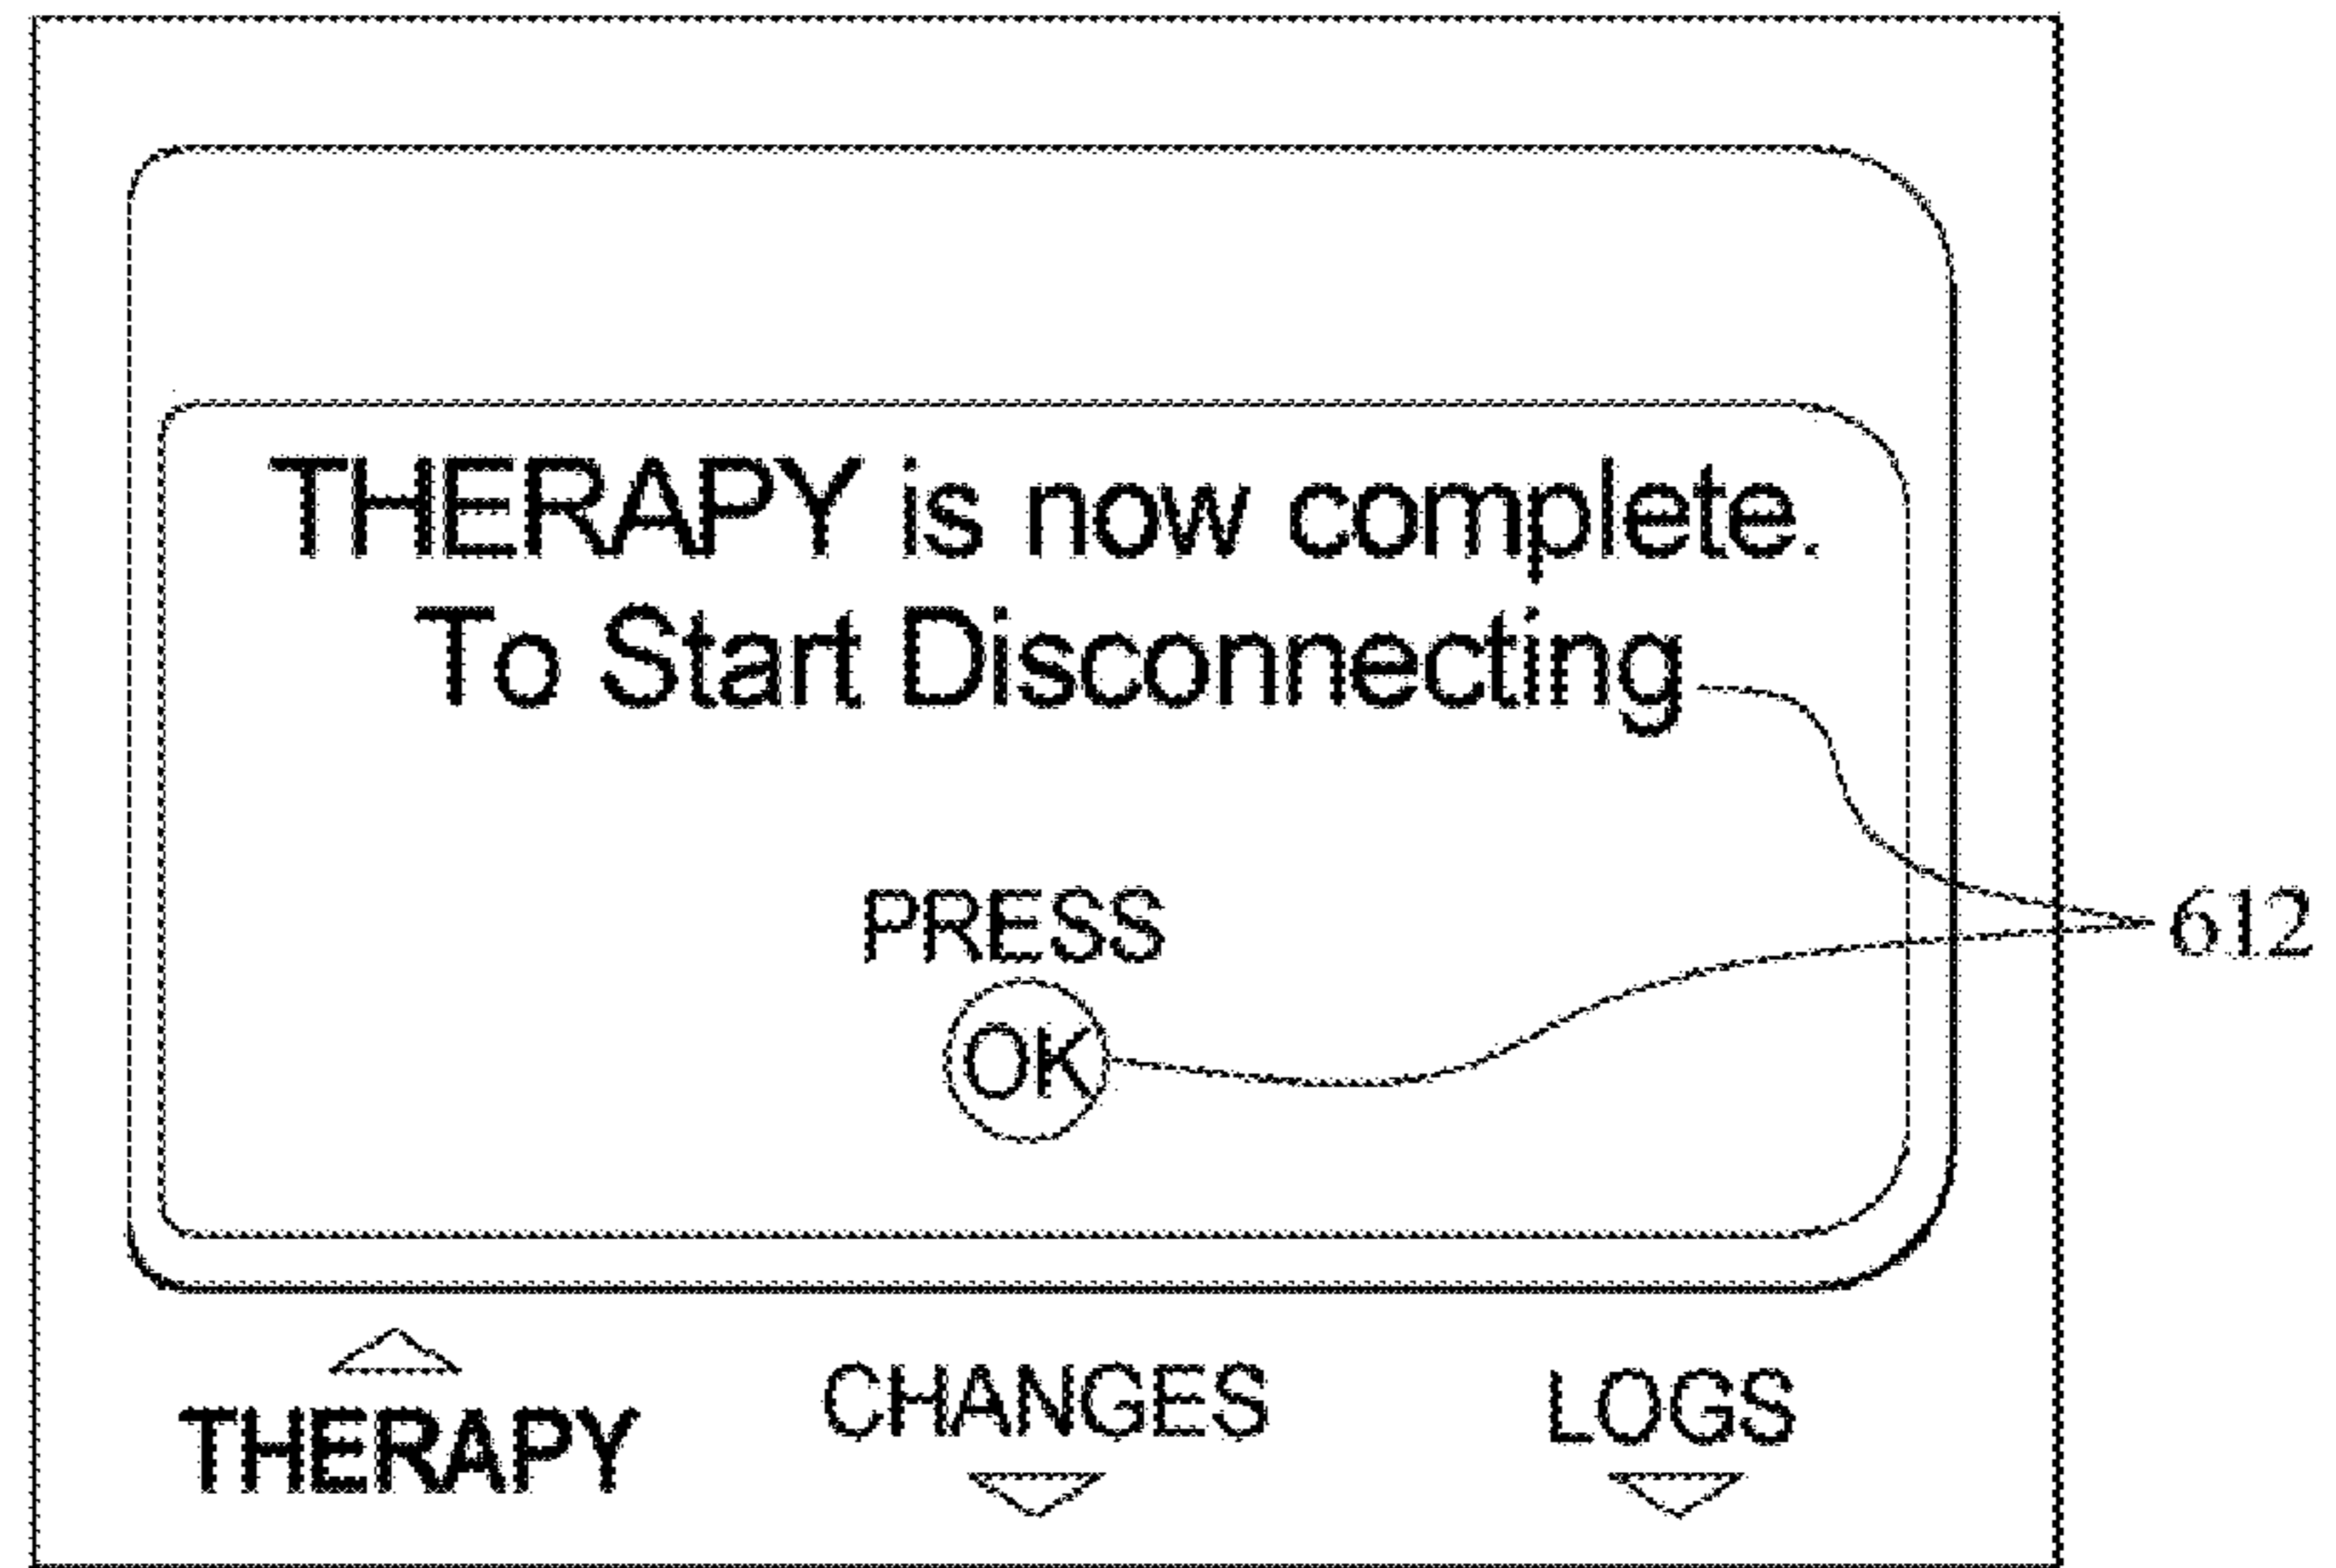 THERAPY is now complete.
To Start Disconnecting
PRESS
612
OK
THERAPY CHANGES LOGS